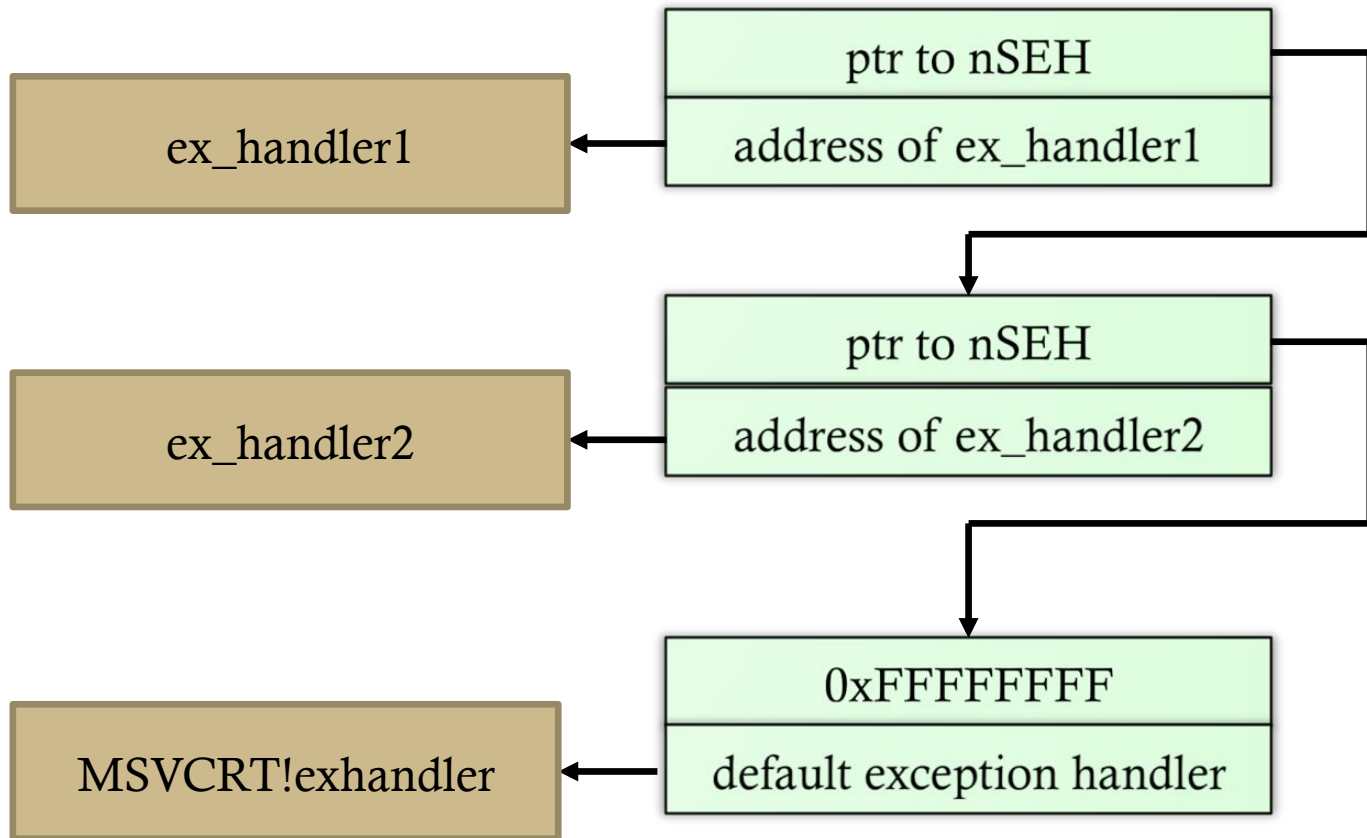 ptr to nSEH
ex_handler1
address of ex_handler1
ptr to nSEH
ex_handler2
address of ex_handler2
0xFFFFFFFF
MSVCRT!exhandler
default exception handler